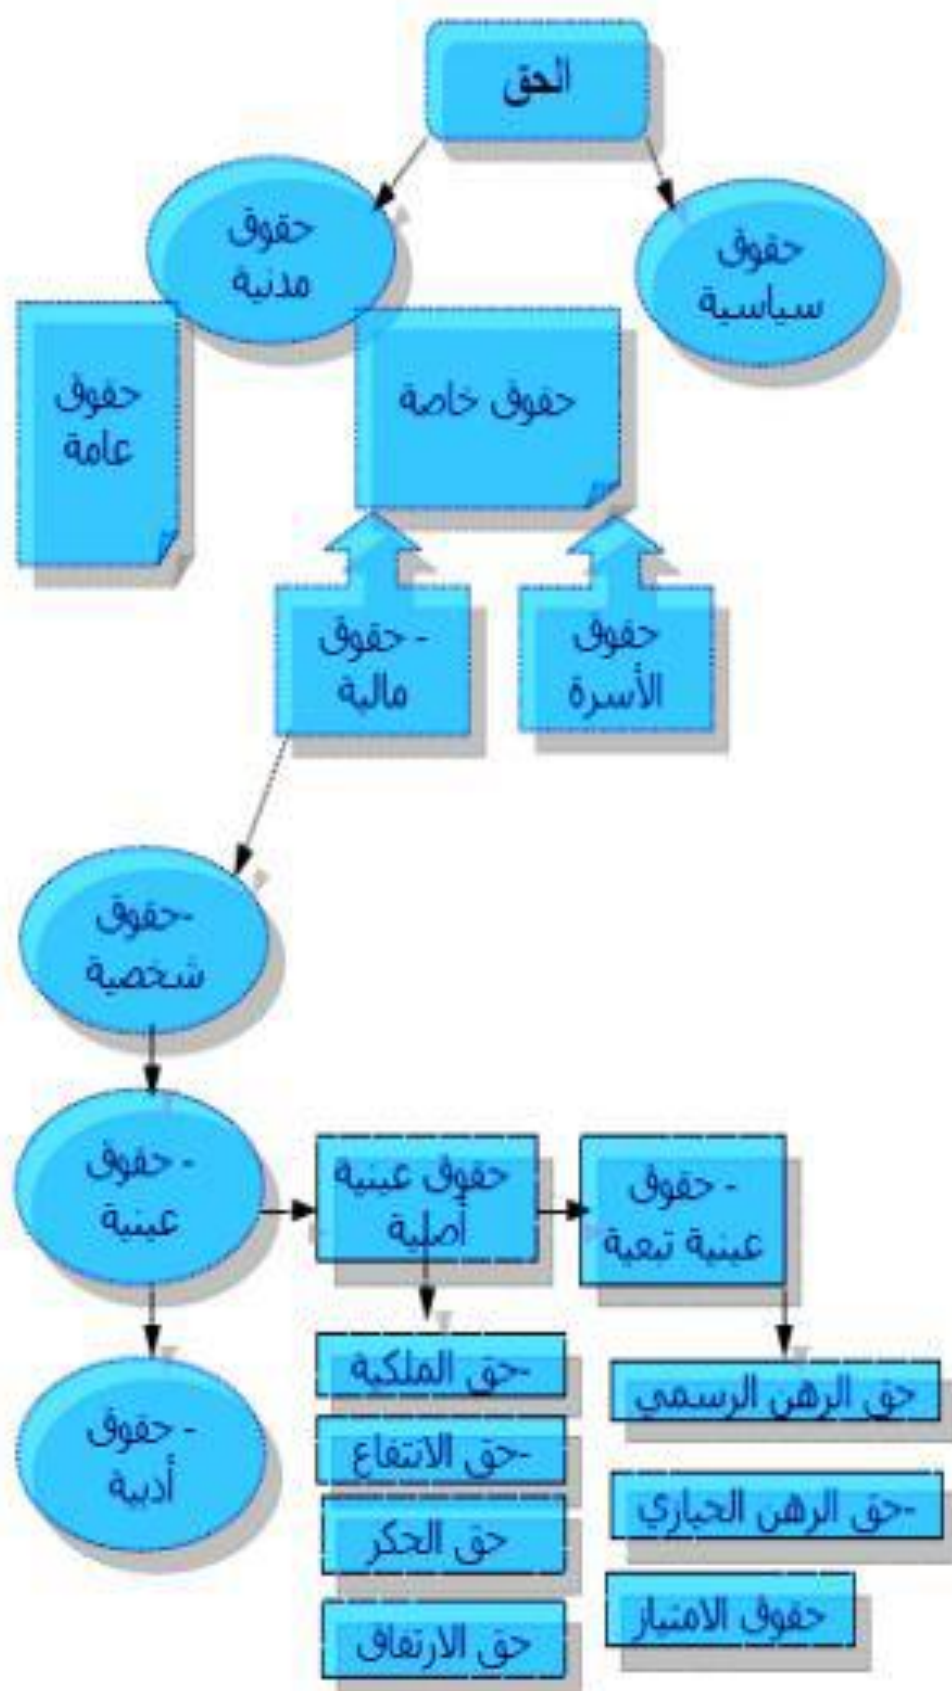 الحق
حقوق
سياسية
حقوق
مدنية
حقوق خاصة
حقوق
عامة
حقوق
الأسرة
- حقوق
مالية
-حقوق
شخصية
- حقوق
عينية
حقوق عينية
أصلية
- حقوق
عينية تبعية
- حقوق
أدبية
-حق الملكية
-حق الانتفاع
حق الحكر
حق الارتفاق
حق الرهن الرسمي
-حق الرهن الحيازي
حقوق الامتياز